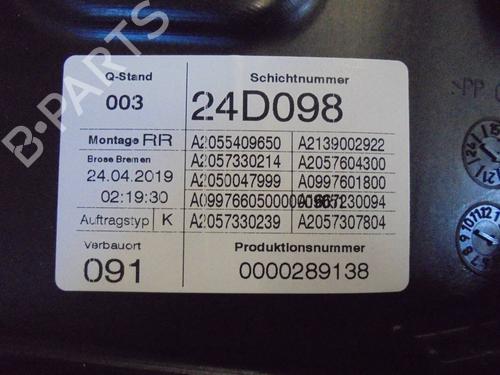 B-PARTS
Q-Stand Schichtnummer
003 24D098
Montage RR A2055409650 A2139002922
Brose Bremen A2057330214 A2057604300
24.04.2019 A2050047999 A0997601800
02:19:30
Auftragstyp K A2057330239 A2057307804
Verbauort Produktionsnummer
091 0000289138
>PP